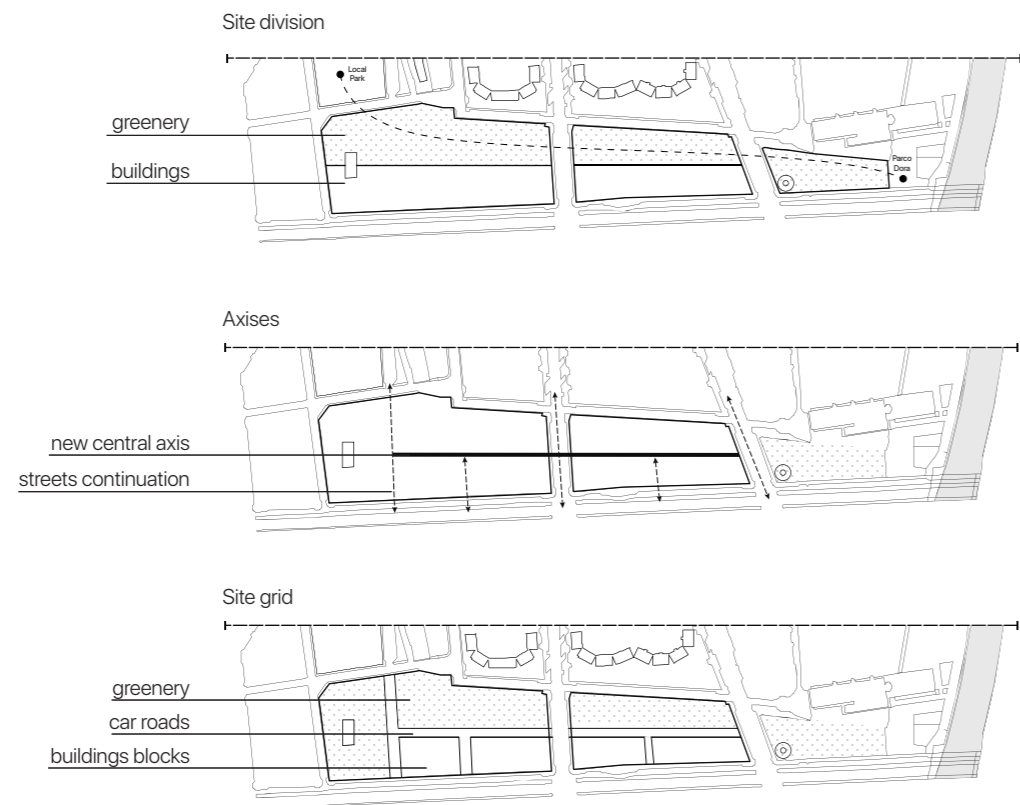 Site division
Local
Park
greenery
buildings
Parco
Dora
Axises
new central axis
streets continuation
Site grid
greenery
car roads
buildings blocks